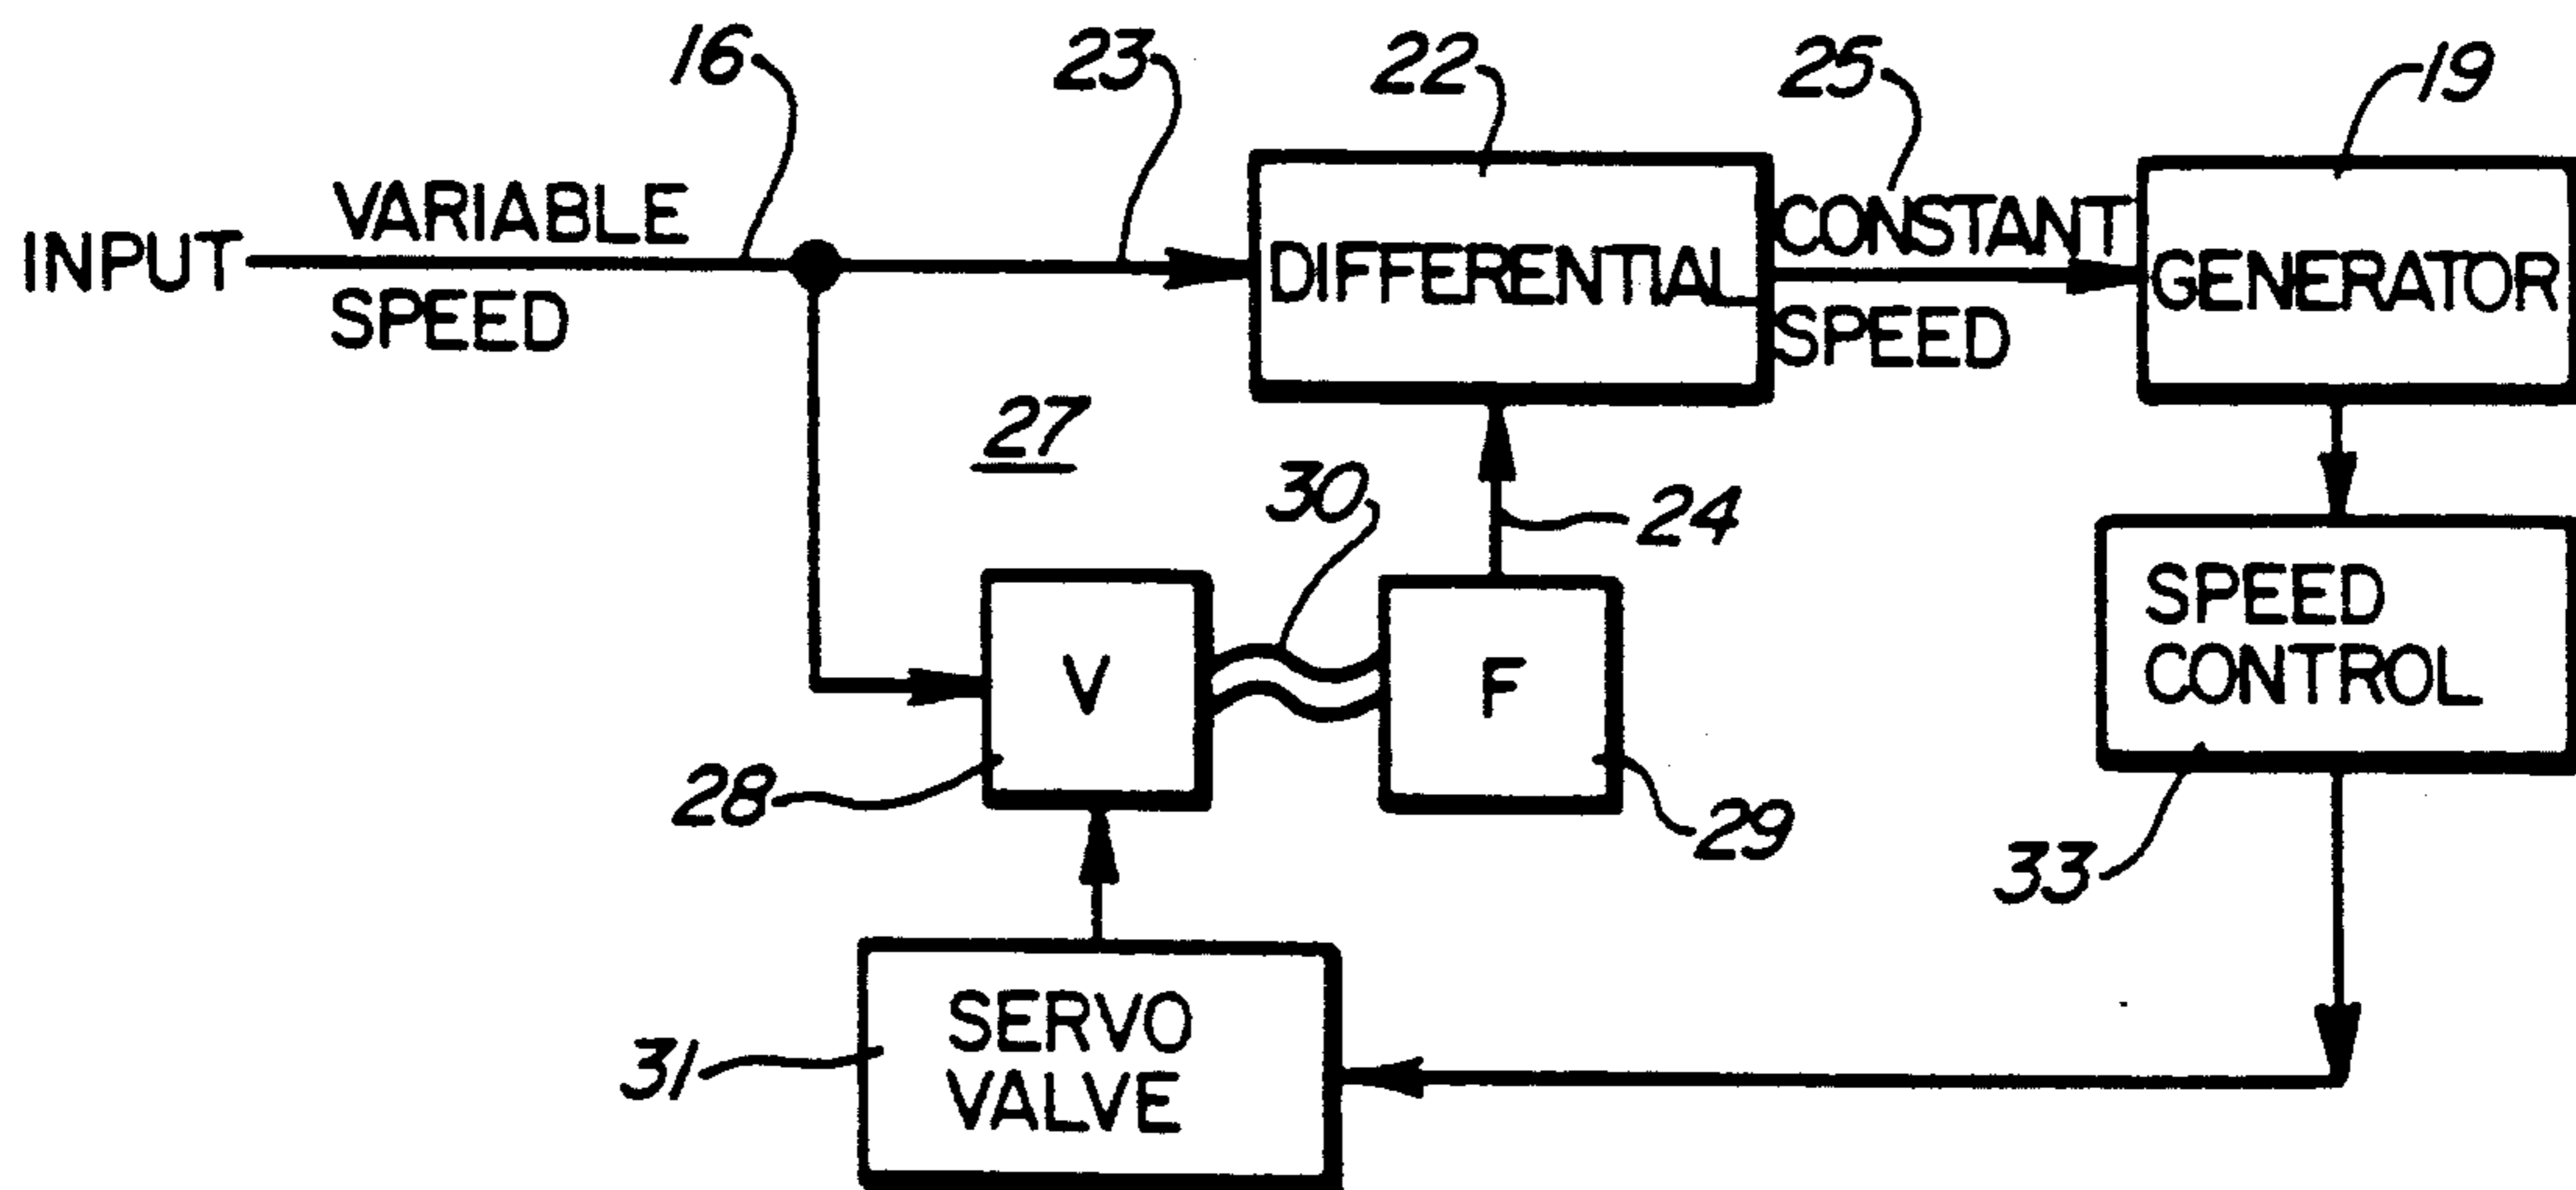 16
23
22
25
19
INPUT
VARIABLE
SPEED
DIFFERENTIAL
CONSTANT
SPEED
GENERATOR
27
30
24
SPEED
CONTROL
V
F
28
29
33
31
SERVO
VALVE